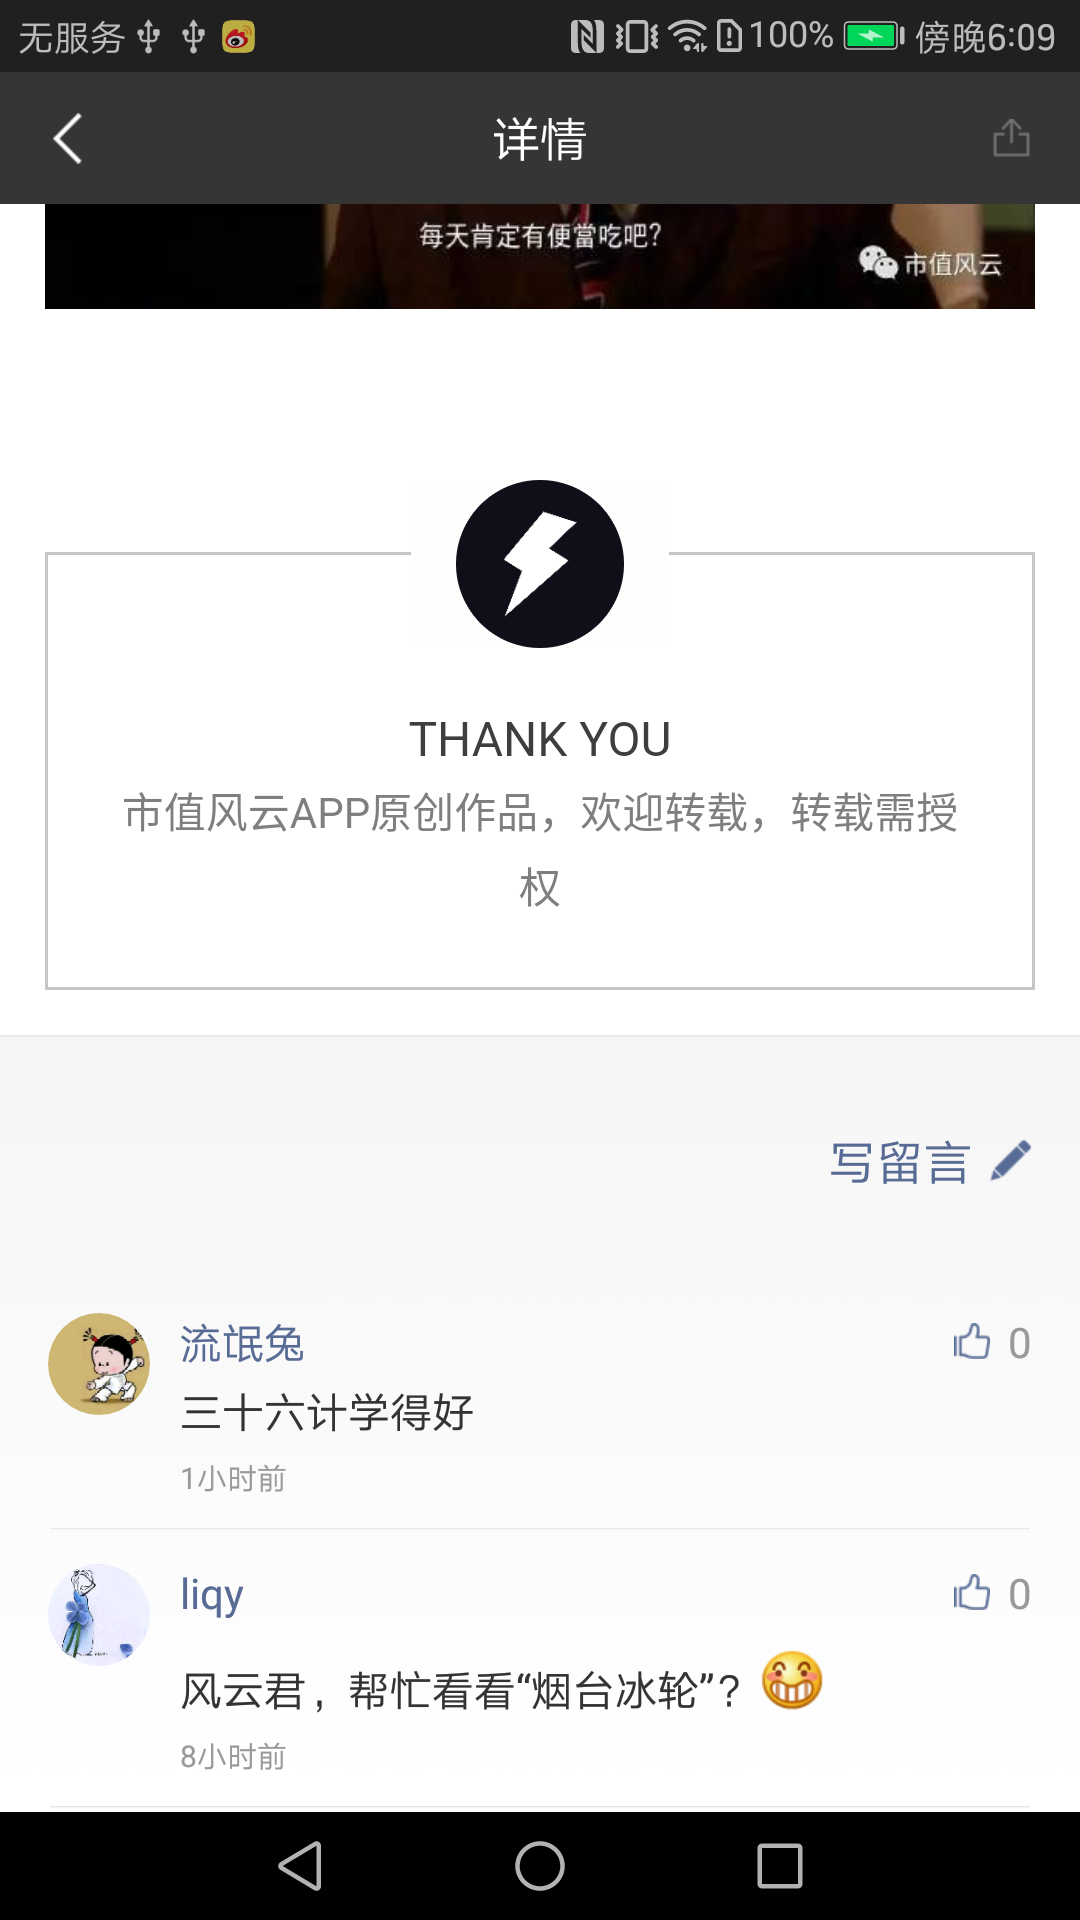 无服务 100% 傍晚6:09
详情
每天肯定有便當吃吧?
市值风云
THANK YOU
市值风云APP原创作品，欢迎转载，转载需授
权
写留言
流氓兔 0
三十六计学得好
1小时前
liqy 0
风云君，帮忙看看“烟台冰轮”？
8小时前